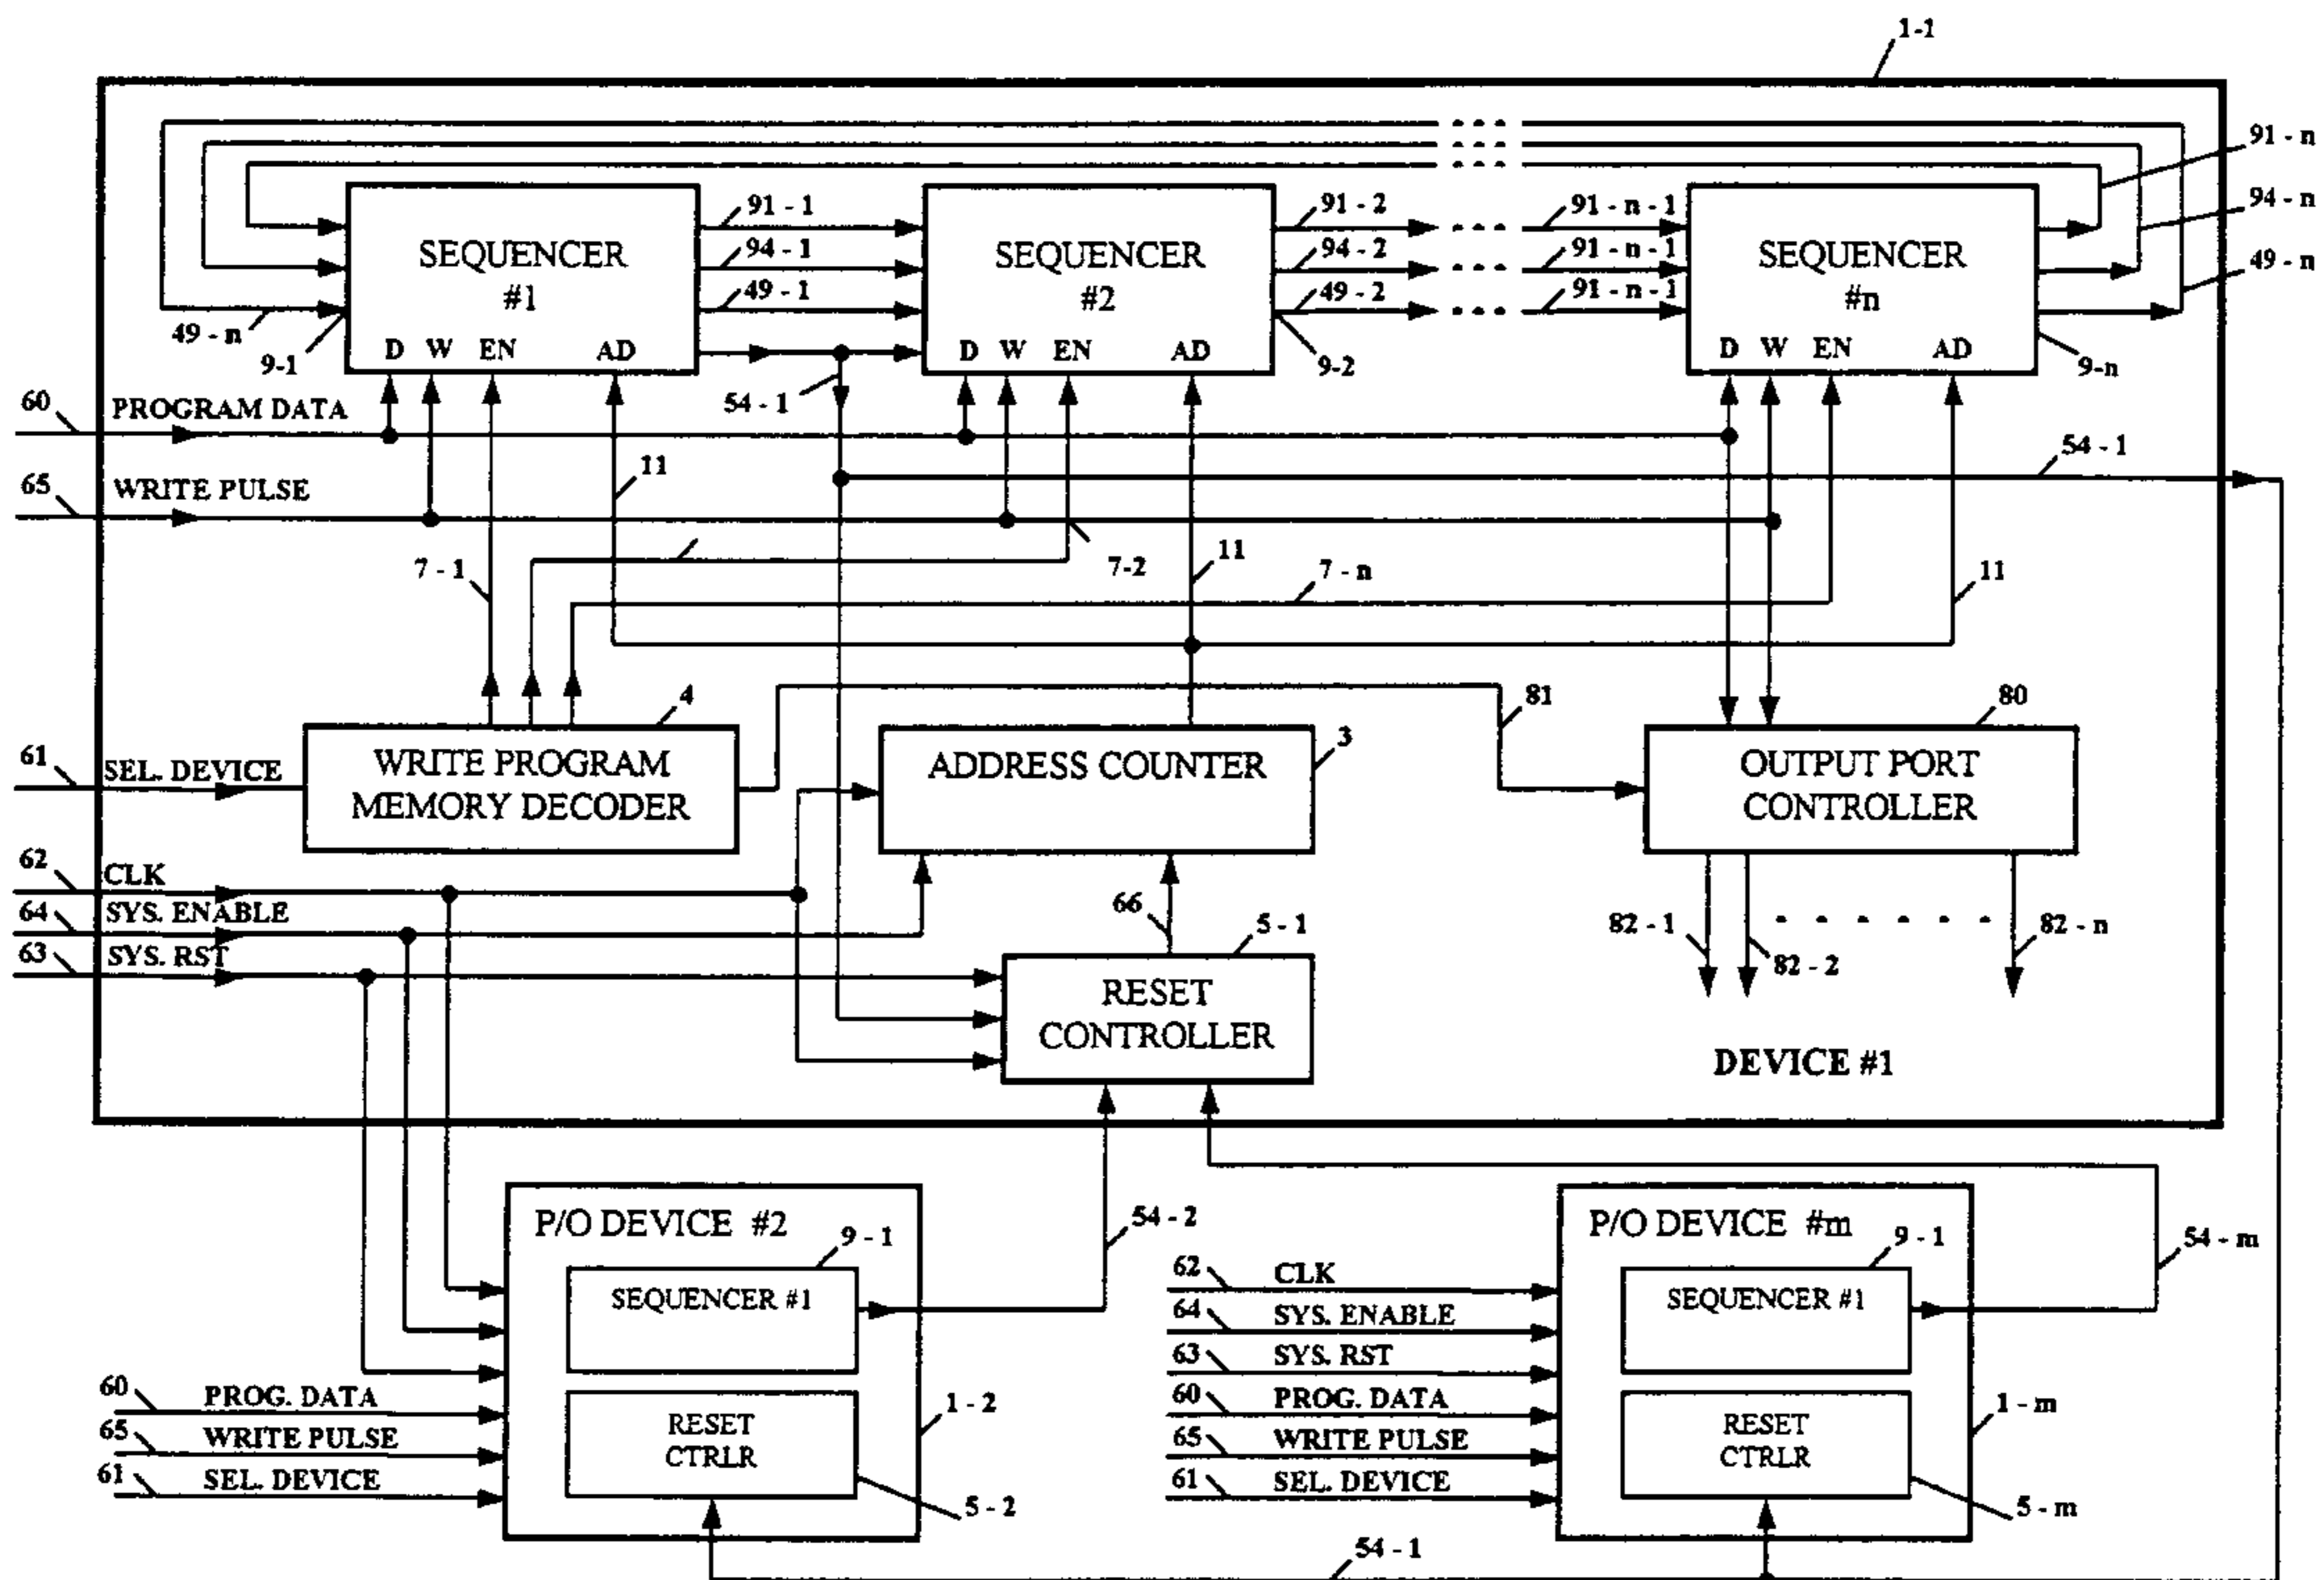 1-1
91 - n
94 - n
49 - n
SEQUENCER
#1
91 - 1
94 - 1
49 - 1
SEQUENCER
#2
91 - 2
94 - 2
49 - 2
91 - n - 1
91 - n - 1
91 - n - 1
SEQUENCER
#n
49 - n
9-1
D W EN AD
54 - 1
D W EN AD
9-2
D W EN AD
9-n
60
PROGRAM DATA
65
WRITE PULSE
11
54 - 1
7 - 1
7-2
11
7 - n
11
4
3
81
80
61
SEL. DEVICE
WRITE PROGRAM
MEMORY DECODER
ADDRESS COUNTER
OUTPUT PORT
CONTROLLER
62
CLK
64
SYS. ENABLE
63
SYS. RST
66
5 - 1
82 - 1
82 - 2
82 - n
RESET
CONTROLLER
DEVICE #1
P/O DEVICE #2
9 - 1
SEQUENCER #1
54 - 2
60
PROG. DATA
65
WRITE PULSE
61
SEL. DEVICE
RESET
CTRLR
1 - 2
5 - 2
P/O DEVICE #m
9 - 1
SEQUENCER #1
54 - m
62
CLK
64
SYS. ENABLE
63
SYS. RST
60
PROG. DATA
65
WRITE PULSE
61
SEL. DEVICE
RESET
CTRLR
1 - m
5 - m
54 - 1